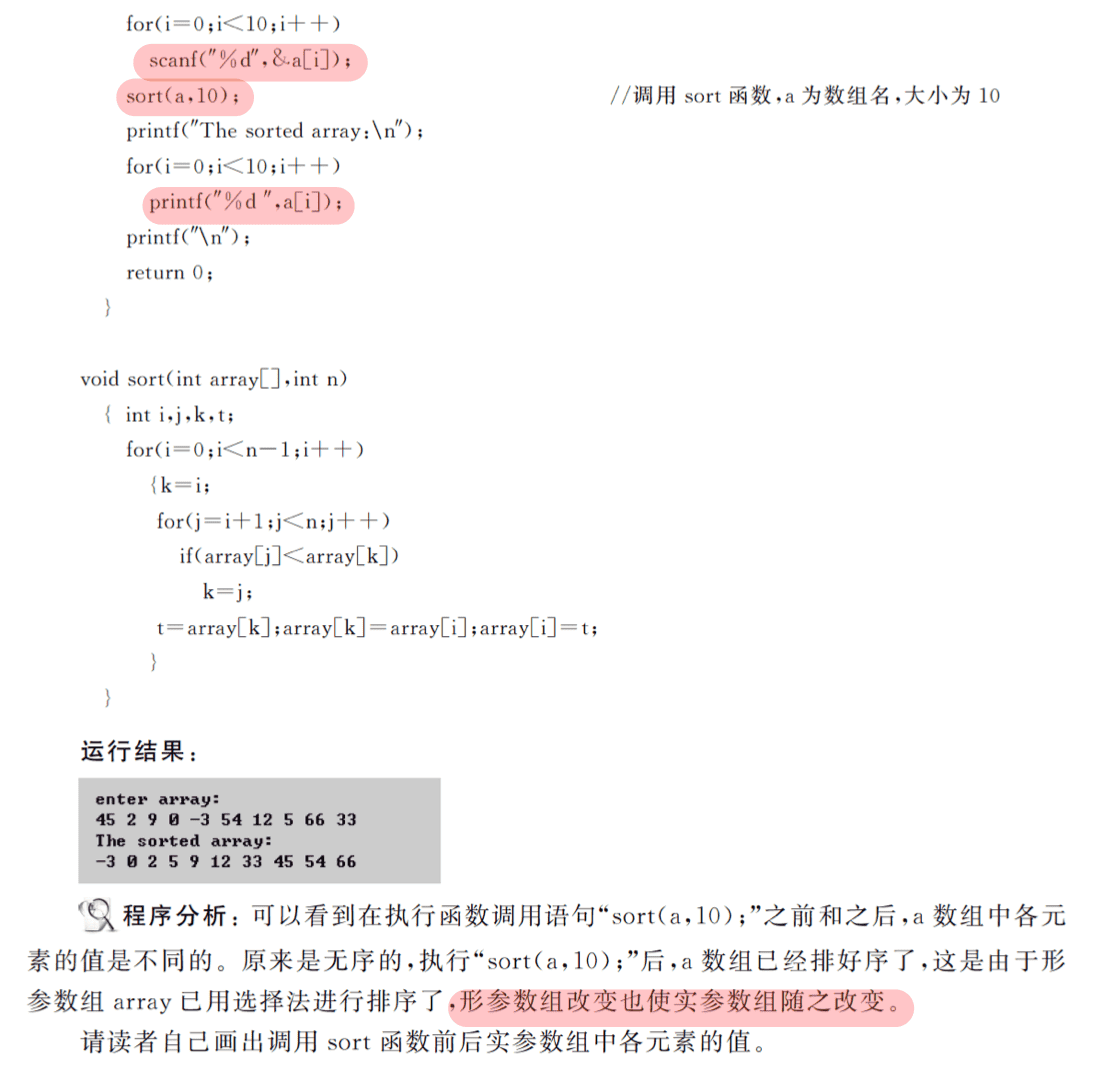 for(i=0;i<10;i++)
scanf("%d",&a[i]);
sort(a,10); //调用 sort 函数,a 为数组名,大小为 10
printf("The sorted array:\n");
for(i=0;i<10;i++)
printf("%d ",a[i]);
printf("\n");
return 0;
}
void sort(int array[],int n)
{ int i,j,k,t;
for(i=0;i<n-1;i++)
{k=i;
for(j=i+1;j<n;j++)
if(array[j]<array[k])
k=j;
t=array[k];array[k]=array[i];array[i]=t;
}
}
运行结果:
enter array:
45 2 9 0 -3 54 12 5 66 33
The sorted array:
-3 0 2 5 9 12 33 45 54 66
程序分析:可以看到在执行函数调用语句“sort(a,10);”之前和之后,a 数组中各元
素的值是不同的。原来是无序的,执行“sort(a,10);”后,a 数组已经排好序了,这是由于形
参数组 array 已用选择法进行排序了,形参数组改变也使实参数组随之改变。
请读者自己画出调用 sort 函数前后实参数组中各元素的值。